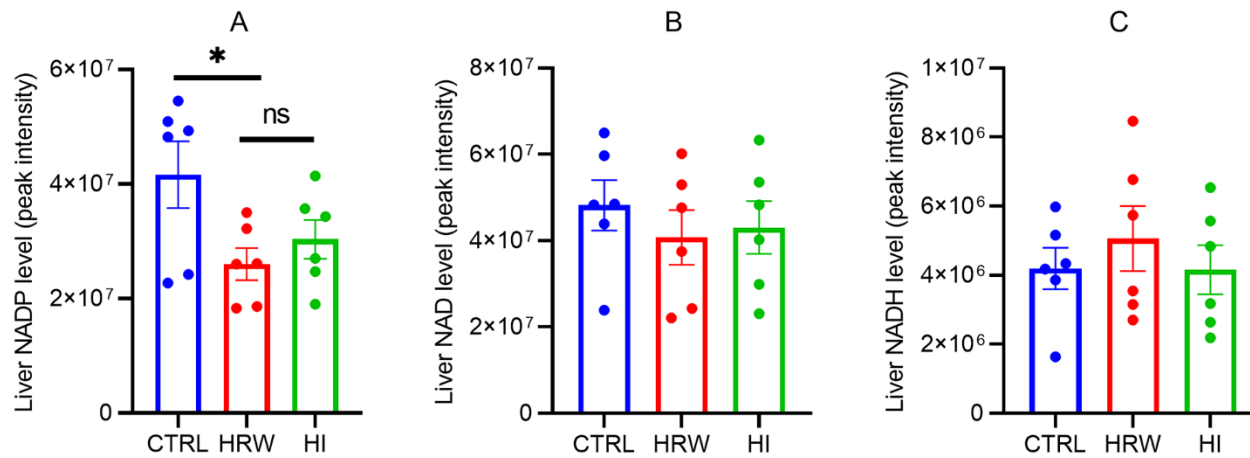 A
Liver NADP level (peak intensity)
6×10⁷
4×10⁷
2×10⁷
0
*
ns
CTRL HRW HI
B
Liver NAD level (peak intensity)
8×10⁷
6×10⁷
4×10⁷
2×10⁷
0
CTRL HRW HI
C
Liver NADH level (peak intensity)
1×10⁷
8×10⁶
6×10⁶
4×10⁶
2×10⁶
0
CTRL HRW HI